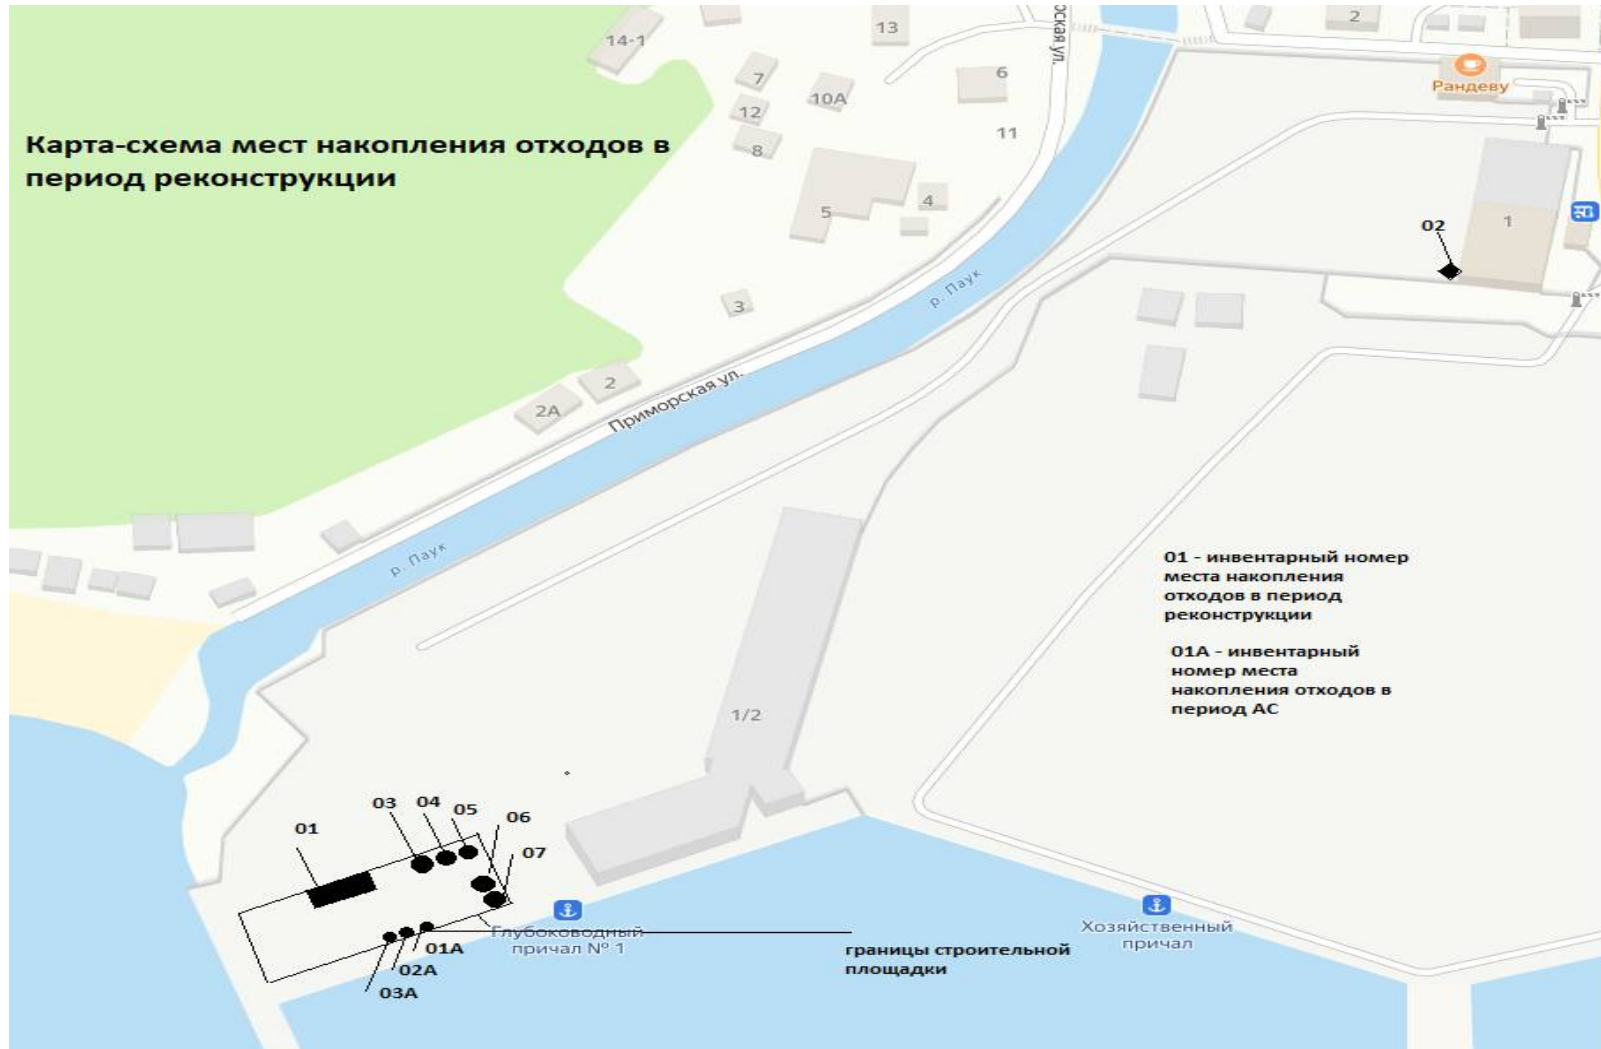 14-1
13
орская ул.
2
7
6
Рандеву
12
10А
11
8
Карта-схема мест накопления отходов в
период реконструкции
5
4
02
1
р. Паук
3
2
2А
Приморская ул.
р. Паук
01 - инвентарный номер
места накопления
отходов в период
реконструкции
01А - инвентарный
номер места
накопления отходов в
период АС
1/2
03
04
05
06
01
07
01А
02А
03А
Глубоководный
причал № 1
границы строительной
площадки
Хозяйственный
причал